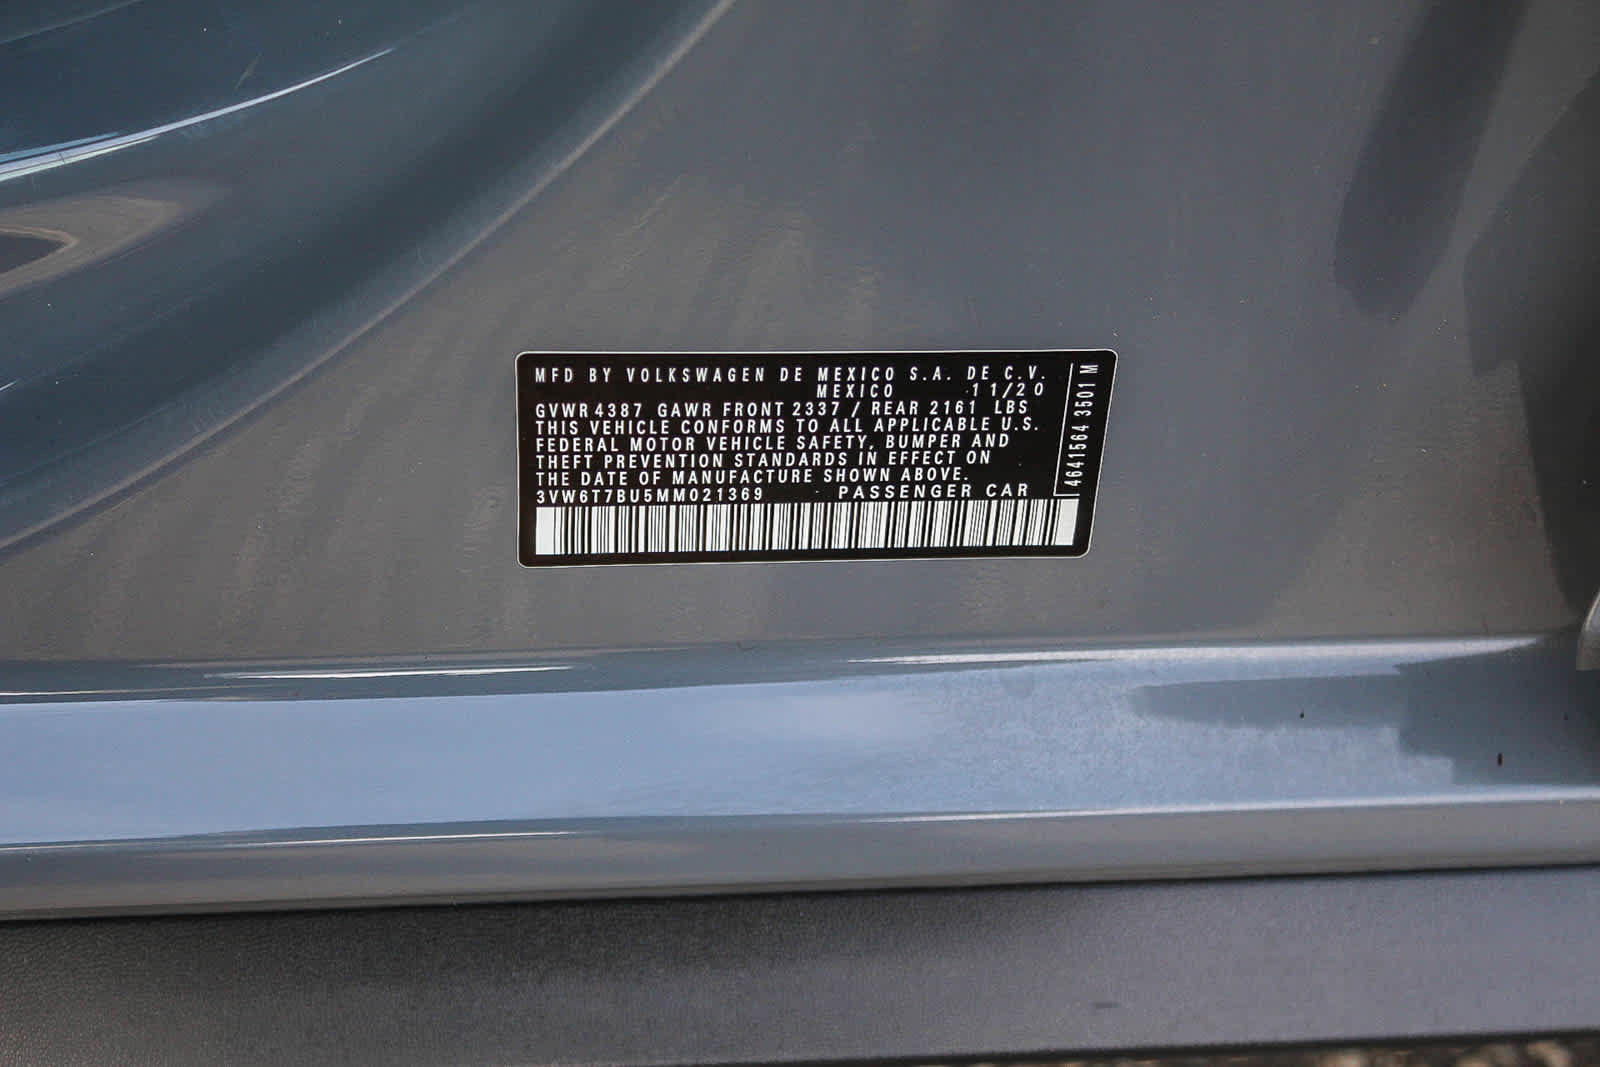 MFD BY VOLKSWAGEN DE MEXICO S.A. DE C.V.
MEXICO 11/20
GVWR 4387 GAWR FRONT 2337 / REAR 2161 LBS
THIS VEHICLE CONFORMS TO ALL APPLICABLE U.S.
FEDERAL MOTOR VEHICLE SAFETY, BUMPER AND
THEFT PREVENTION STANDARDS IN EFFECT ON
THE DATE OF MANUFACTURE SHOWN ABOVE.
3VW6T7BU5MM021369 PASSENGER CAR
4641564 3501 M